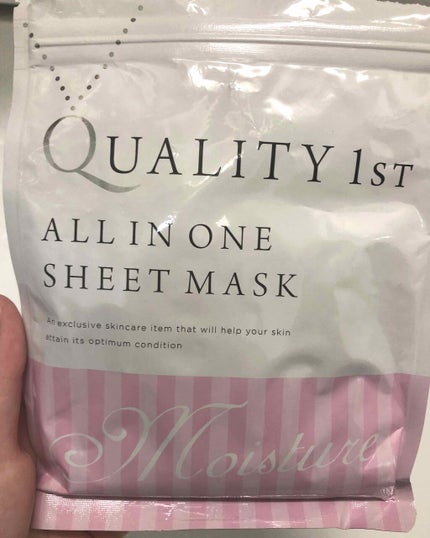 QUALITY 1ST
ALL IN ONE
SHEET MASK
An exclusive skincare item that will help your skin
attain its optimum condition
Moisture